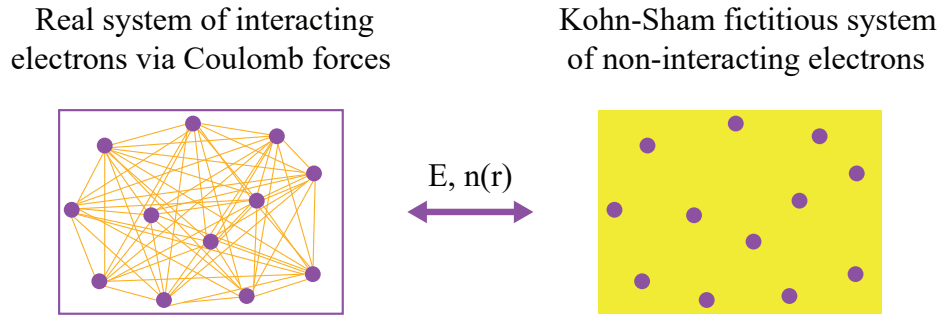 Real system of interacting
electrons via Coulomb forces
Kohn-Sham fictitious system
of non-interacting electrons
E, n(r)